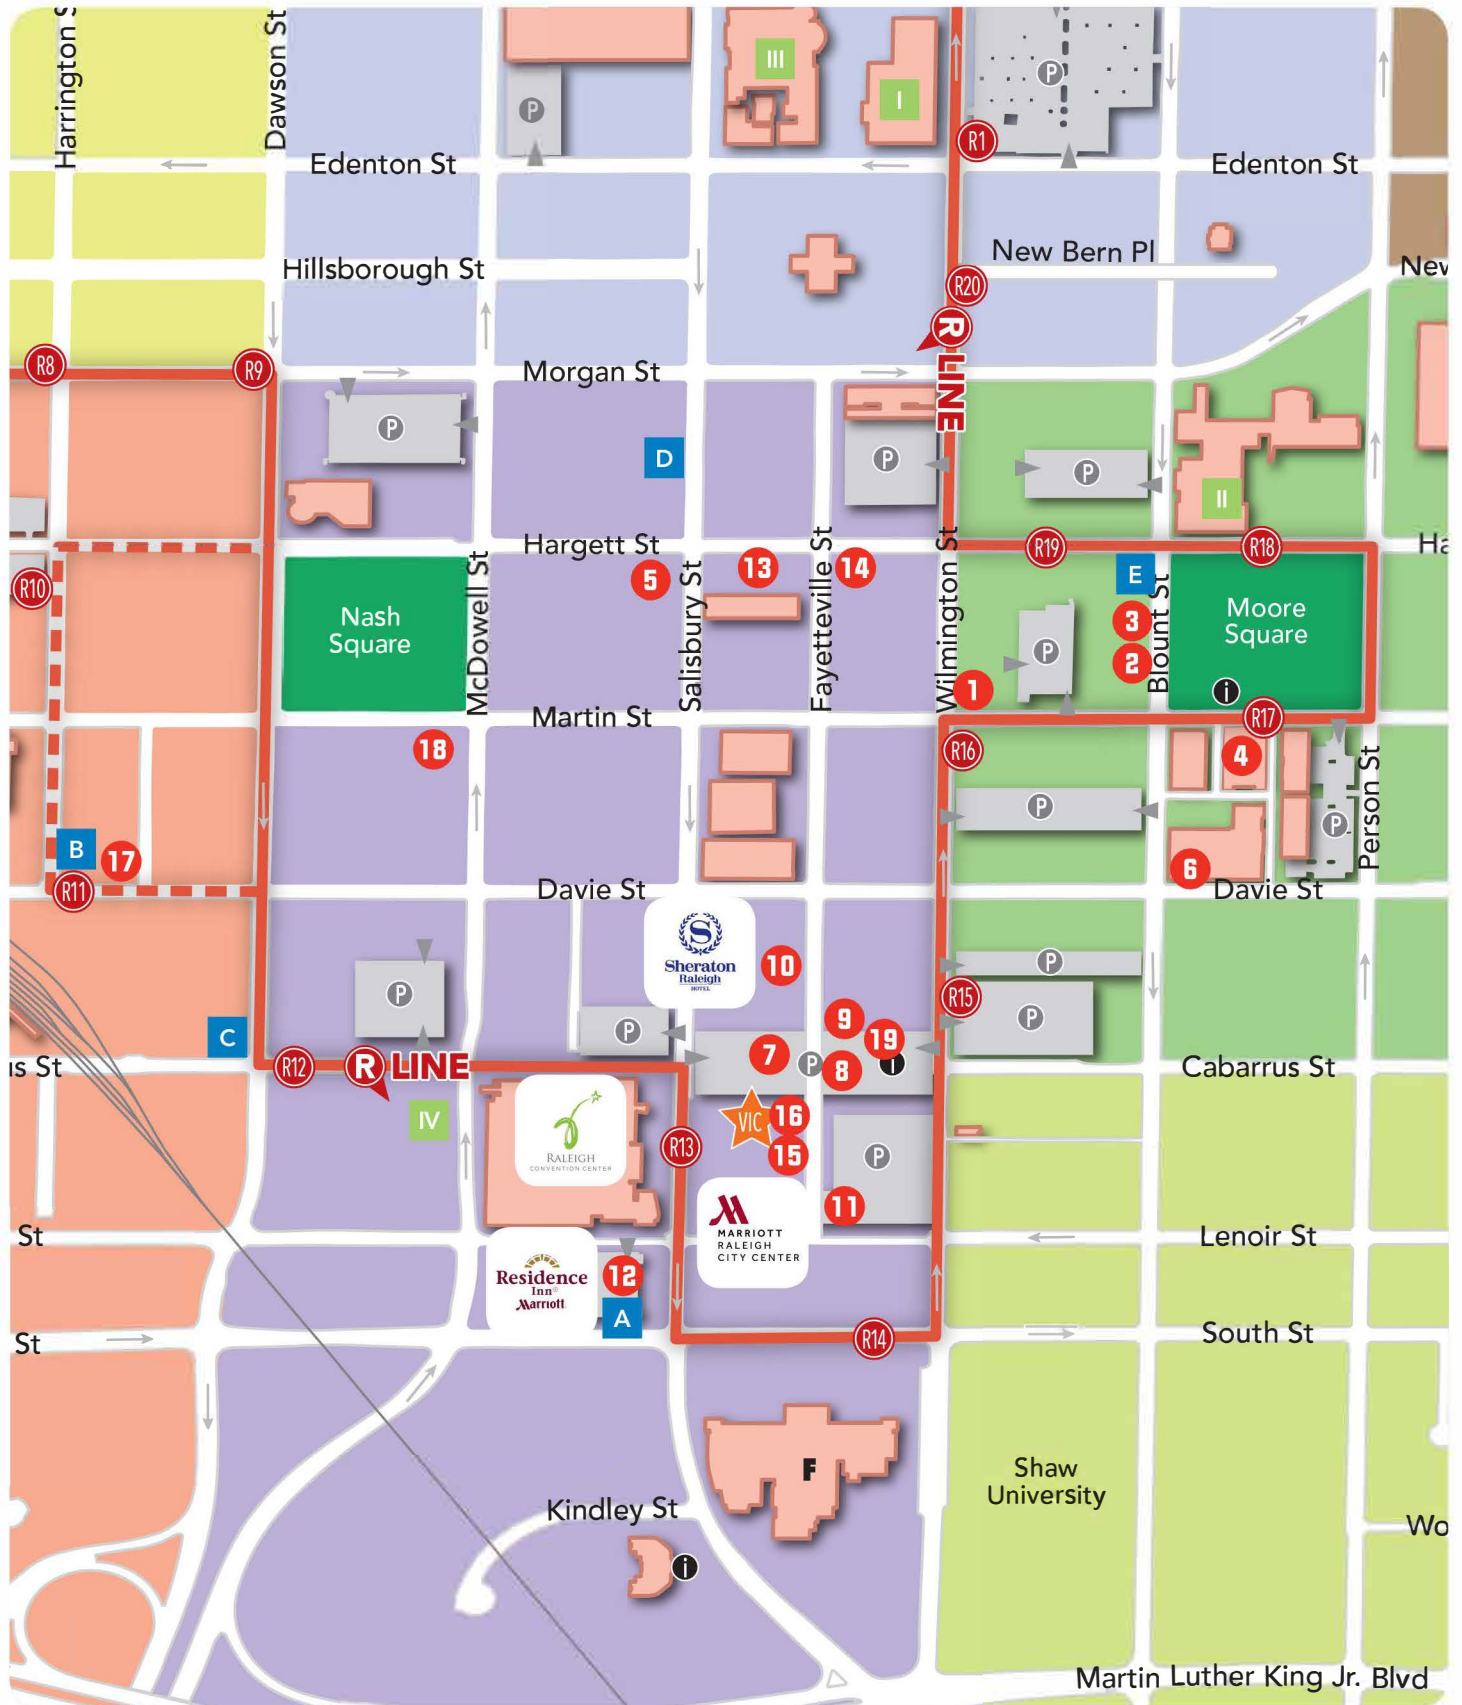 Harrington S
Dawson St
III
I
P
P
R1
Edenton St
Edenton St
New Bern Pl
Hillsborough St
New
R20
R
LINE
R8
R9
Morgan St
P
D
P
P
II
Hargett St
R19
R18
Ha
R10
5
13
14
E
Nash
Square
McDowell St
Salisbury St
Fayetteville St
Wilmington St
P
3
2
Blount St
Moore
Square
i
1
Martin St
R17
18
R16
4
Person St
P
P
B
17
6
R11
Davie St
Davie St
S
Sheraton
Raleigh
HOTEL
10
P
P
R15
P
C
P
9
19
7
P
8
i
us St
R12
R LINE
Cabarrus St
IV
RALEIGH
CONVENTION CENTER
R13
VIC
16
15
P
11
MARRIOTT
RALEIGH
CITY CENTER
St
Lenoir St
Residence
Inn®
Marriott
12
A
St
R14
South St
F
Shaw
University
Kindley St
i
Wo
Martin Luther King Jr. Blvd